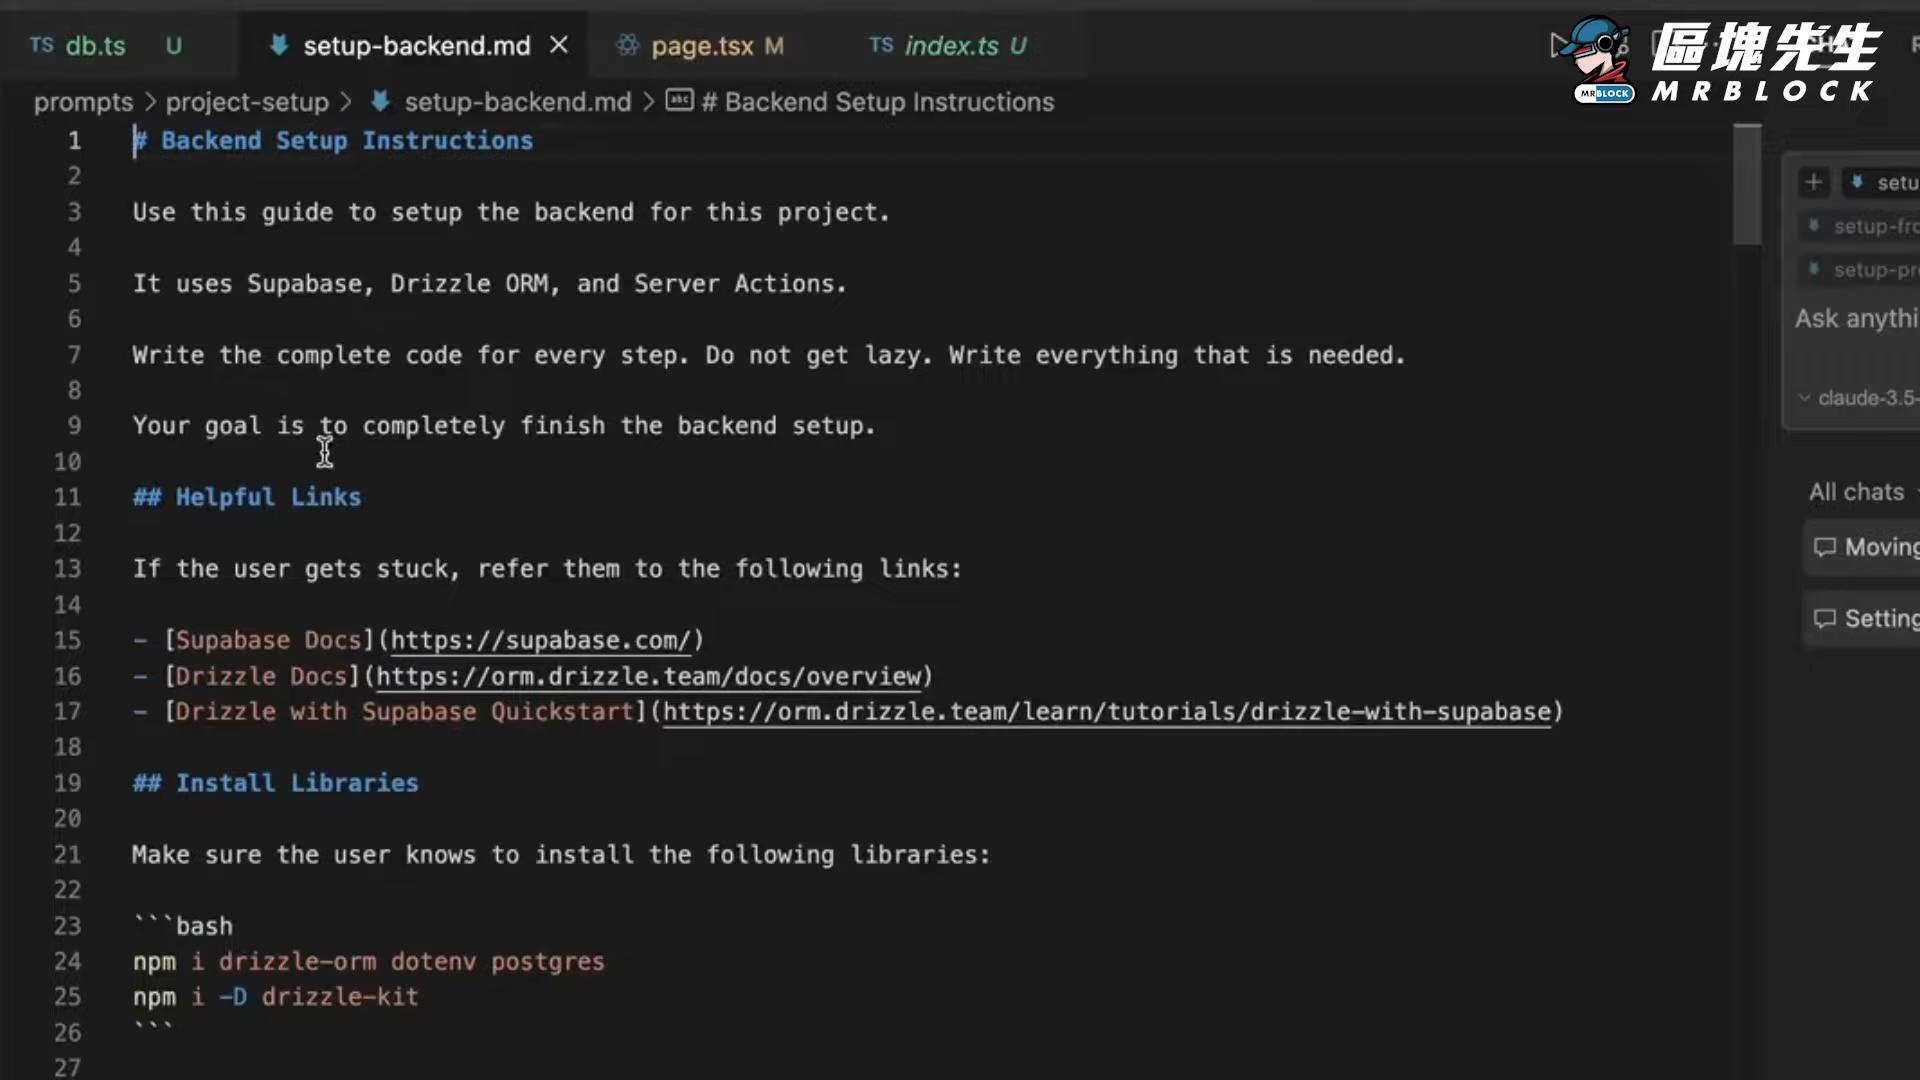 TS db.ts U
setup-backend.md
page.tsx M
TS index.ts U
區塊先生
MRBLOCK
MRBLOCK
prompts > project-setup > setup-backend.md > # Backend Setup Instructions
1 # Backend Setup Instructions
2
3 Use this guide to setup the backend for this project.
4
5 It uses Supabase, Drizzle ORM, and Server Actions.
6
7 Write the complete code for every step. Do not get lazy. Write everything that is needed.
8
9 Your goal is to completely finish the backend setup.
10
11 ## Helpful Links
12
13 If the user gets stuck, refer them to the following links:
14
15 - [Supabase Docs](https://supabase.com/)
16 - [Drizzle Docs](https://orm.drizzle.team/docs/overview)
17 - [Drizzle with Supabase Quickstart](https://orm.drizzle.team/learn/tutorials/drizzle-with-supabase)
18
19 ## Install Libraries
20
21 Make sure the user knows to install the following libraries:
22
23 ```bash
24 npm i drizzle-orm dotenv postgres
25 npm i -D drizzle-kit
26 ```
27
setu
setup-fro
setup-pr
Ask anythi
claude-3.5-
All chats
Moving
Setting